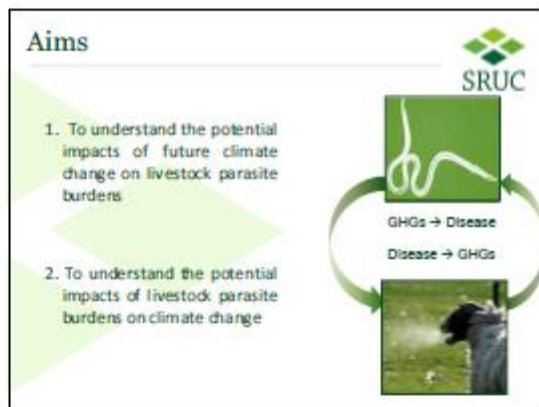 Aims
SRUC
1. To understand the potential
impacts of future climate
change on livestock parasite
burdens
GHGs → Disease
Disease → GHGs
2. To understand the potential
impacts of livestock parasite
burdens on climate change